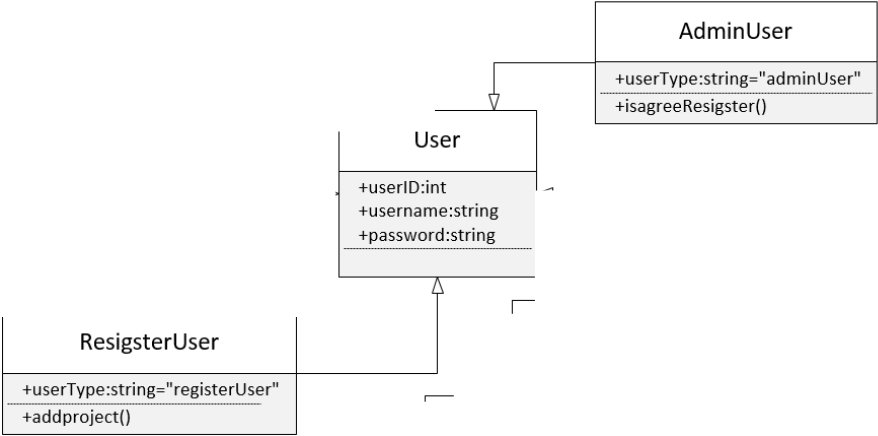 AdminUser
+userType:string="adminUser"
+isagreeResigster()
User
+userID:int
+username:string
+password:string
ResigsterUser
+userType:string="registerUser"
+addproject()